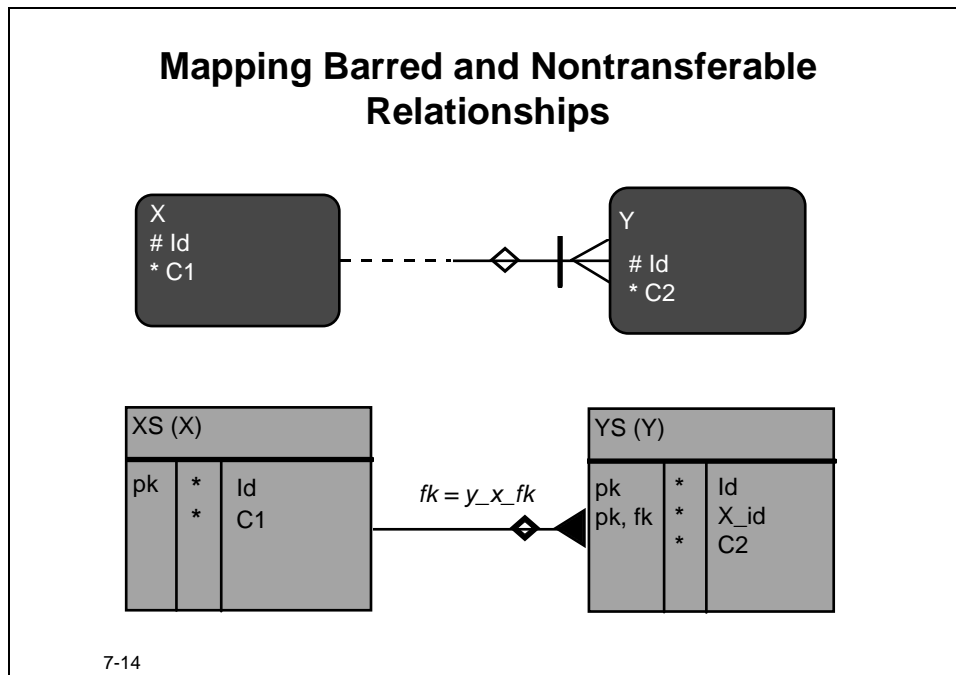 Mapping Barred and Nontransferable
Relationships
X
# Id
* C1
Y
# Id
* C2
XS (X)
pk * Id
* C1
fk = y_x_fk
YS (Y)
pk * Id
pk, fk * X_id
* C2
7-14